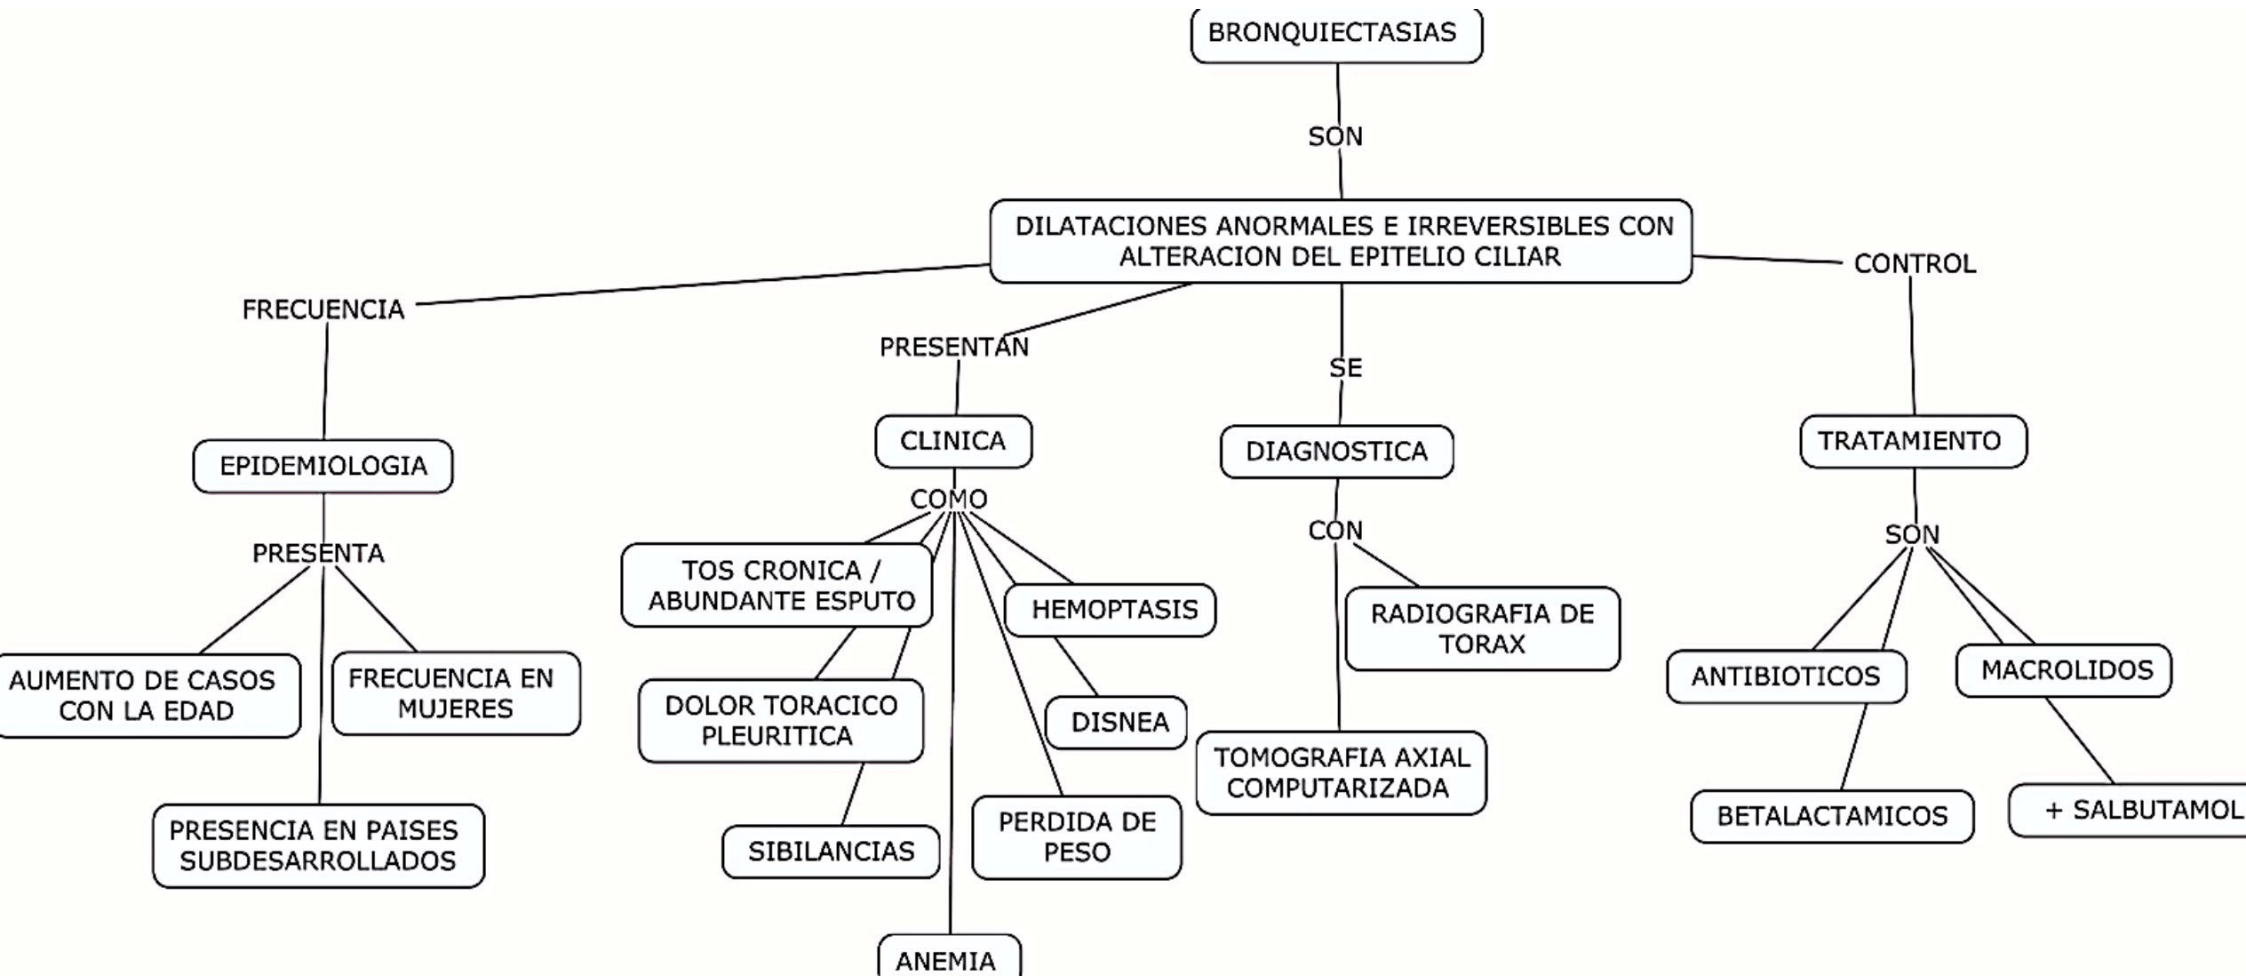 BRONQUIECTASIAS
SON
DILATACIONES ANORMALES E IRREVERSIBLES CON
ALTERACION DEL EPITELIO CILIAR
FRECUENCIA
EPIDEMIOLOGIA
PRESENTA
AUMENTO DE CASOS
CON LA EDAD
FRECUENCIA EN
MUJERES
PRESENCIA EN PAISES
SUBDESARROLLADOS
PRESENTAN
CLINICA
COMO
TOS CRONICA /
ABUNDANTE ESPUTO
HEMOPTASIS
DOLOR TORACICO
PLEURITICA
DISNEA
SIBILANCIAS
PERDIDA DE
PESO
ANEMIA
SE
DIAGNOSTICA
CON
RADIOGRAFIA DE
TORAX
TOMOGRAFIA AXIAL
COMPUTARIZADA
CONTROL
TRATAMIENTO
SON
ANTIBIOTICOS
MACROLIDOS
BETALACTAMICOS
+ SALBUTAMOL